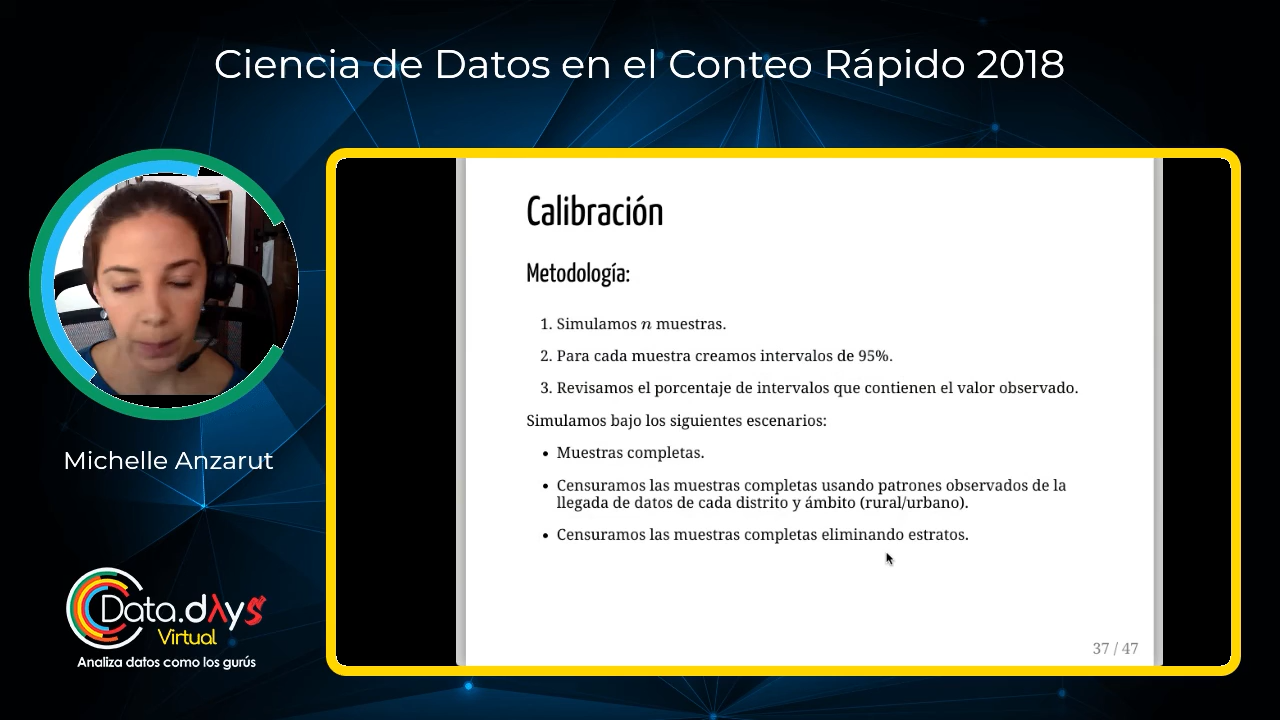 Ciencia de Datos en el Conteo Rápido 2018
Calibración
Metodología:
1. Simulamos n muestras.
2. Para cada muestra creamos intervalos de 95%.
3. Revisamos el porcentaje de intervalos que contienen el valor observado.
Simulamos bajo los siguientes escenarios:
• Muestras completas.
• Censuramos las muestras completas usando patrones observados de la
llegada de datos de cada distrito y ámbito (rural/urbano).
• Censuramos las muestras completas eliminando estratos.
37 / 47
Michelle Anzarut
Data.dλys
Virtual
Analiza datos como los gurús